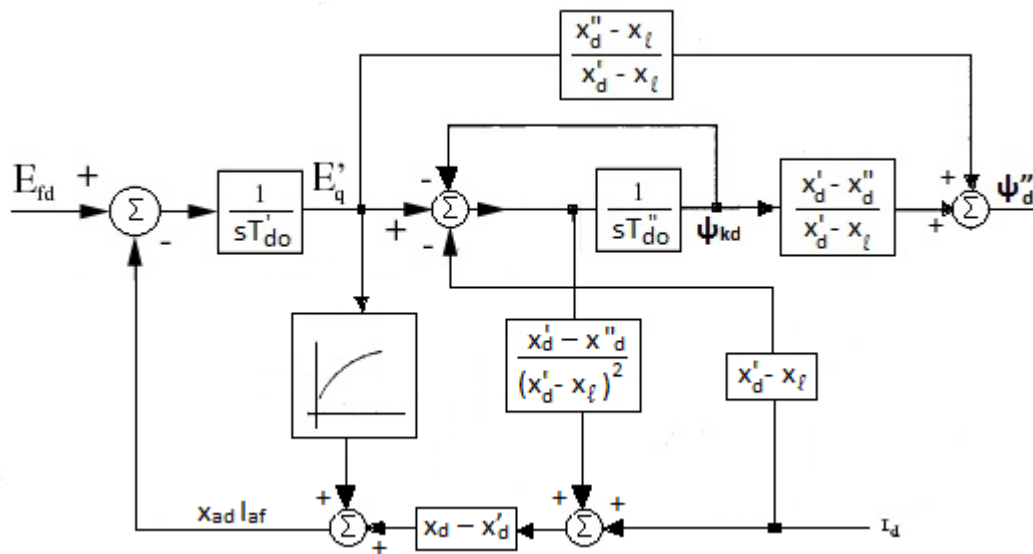 x''d - xℓ
x'd - xℓ
Efd
+
Σ
-
1
sT'do
E'q
+
-
-
Σ
1
sT''do
ψkd
x'd - x''d
x'd - xℓ
+
+
Σ
ψ''d
x'd – x''d
(x'd - xℓ)²
x'd - xℓ
xad Iaf
+
Σ
+
xd – x'd
+
Σ
+
Id